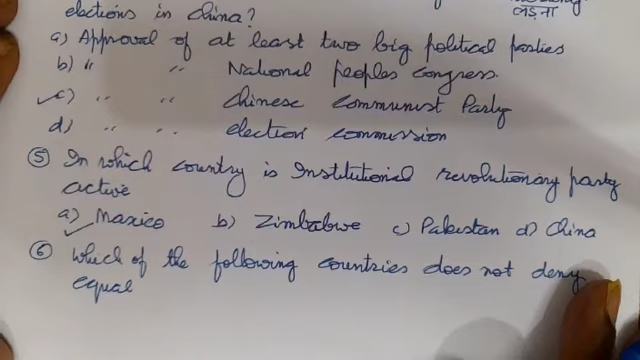 elections in China?
लड़ना
a) Approval of at least two big political parties
b) " " National peoples Congress.
c) " " Chinese Communist Party
d) " " election commission
⑤ In which country is Institutional revolutionary party
active
a) Maxico b) Zimbabwe c) Pakistan d) China
⑥ Which of the following countries does not deny
equal